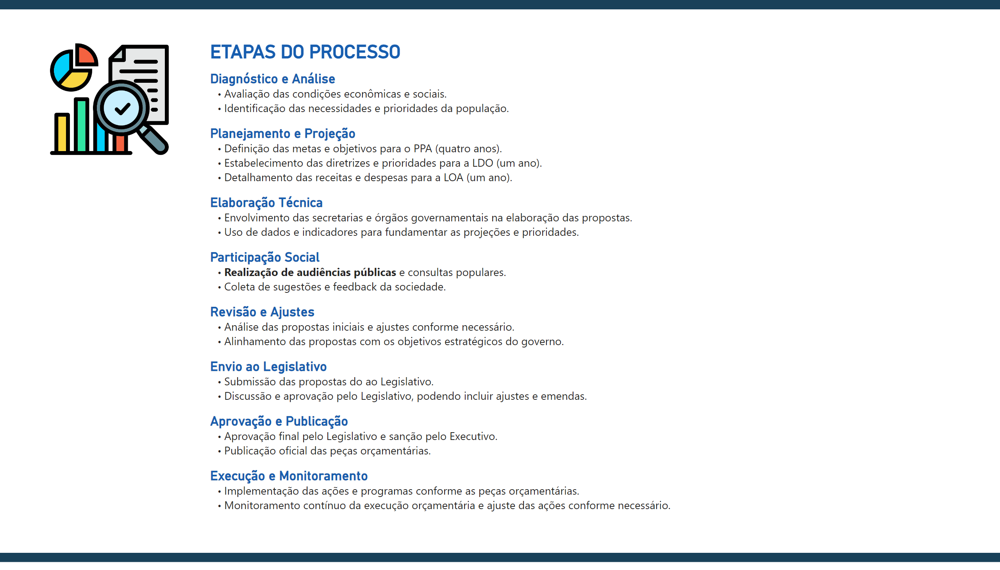 ETAPAS DO PROCESSO
Diagnóstico e Análise
• Avaliação das condições econômicas e sociais.
• Identificação das necessidades e prioridades da população.
Planejamento e Projeção
• Definição das metas e objetivos para o PPA (quatro anos).
• Estabelecimento das diretrizes e prioridades para a LDO (um ano).
• Detalhamento das receitas e despesas para a LOA (um ano).
Elaboração Técnica
• Envolvimento das secretarias e órgãos governamentais na elaboração das propostas.
• Uso de dados e indicadores para fundamentar as projeções e prioridades.
Participação Social
• Realização de audiências públicas e consultas populares.
• Coleta de sugestões e feedback da sociedade.
Revisão e Ajustes
• Análise das propostas iniciais e ajustes conforme necessário.
• Alinhamento das propostas com os objetivos estratégicos do governo.
Envio ao Legislativo
• Submissão das propostas do ao Legislativo.
• Discussão e aprovação pelo Legislativo, podendo incluir ajustes e emendas.
Aprovação e Publicação
• Aprovação final pelo Legislativo e sanção pelo Executivo.
• Publicação oficial das peças orçamentárias.
Execução e Monitoramento
• Implementação das ações e programas conforme as peças orçamentárias.
• Monitoramento contínuo da execução orçamentária e ajuste das ações conforme necessário.